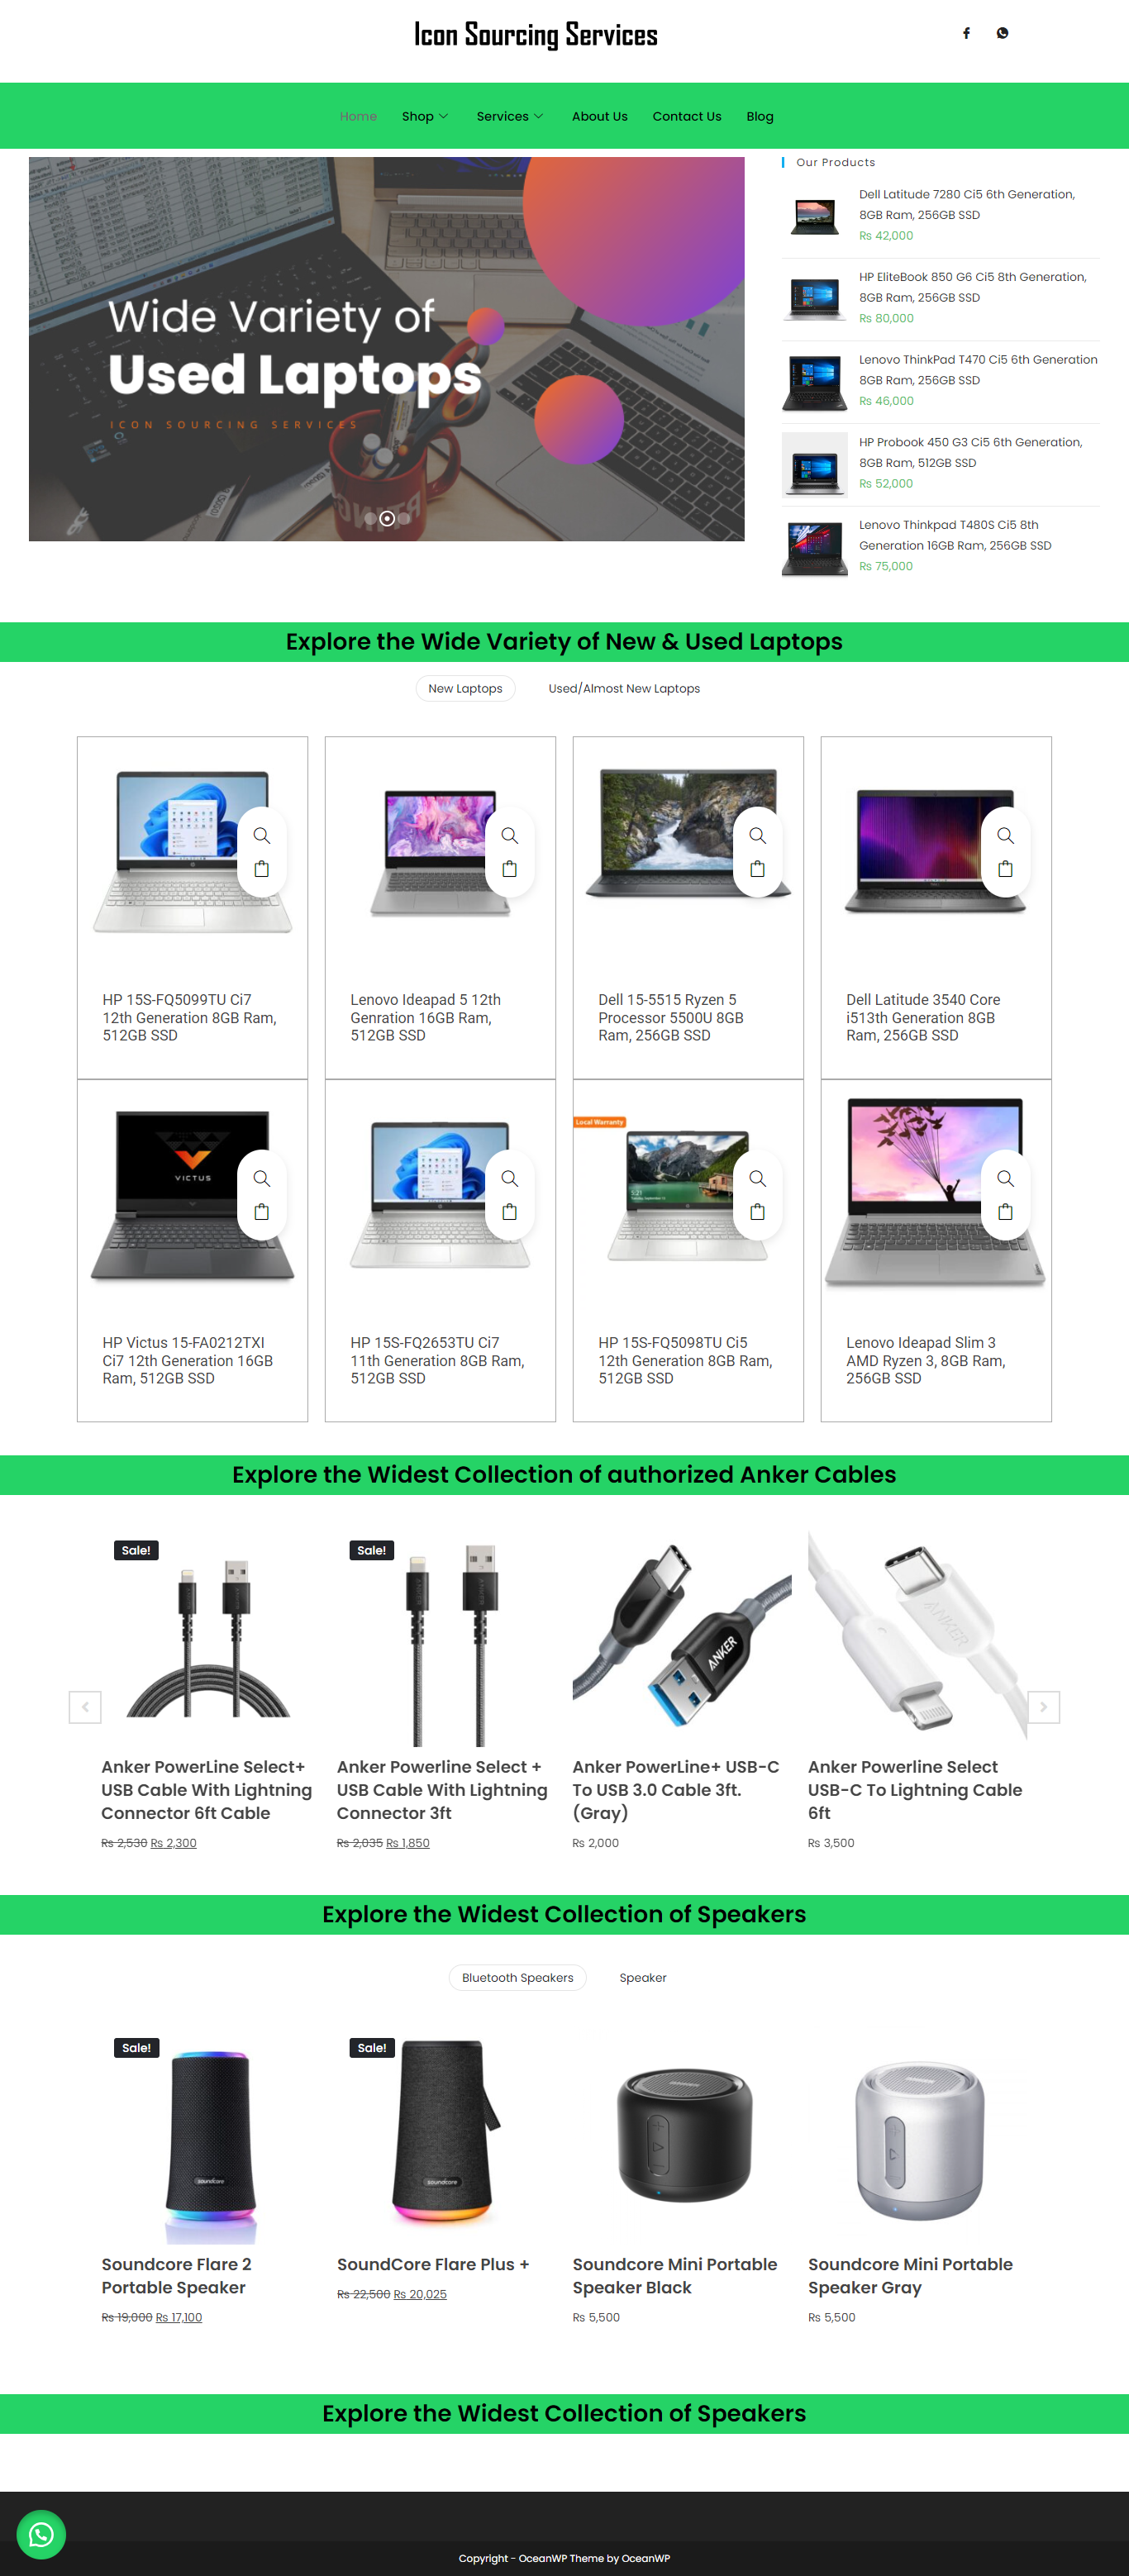 Icon Sourcing Services
Home Shop Services About Us Contact Us Blog
Wide Variety of
Used Laptops
ICON SOURCING SERVICES
Our Products
Dell Latitude 7280 Ci5 6th Generation,
8GB Ram, 256GB SSD
₨ 42,000
HP EliteBook 850 G6 Ci5 8th Generation,
8GB Ram, 256GB SSD
₨ 80,000
Lenovo ThinkPad T470 Ci5 6th Generation
8GB Ram, 256GB SSD
₨ 46,000
HP Probook 450 G3 Ci5 6th Generation,
8GB Ram, 512GB SSD
₨ 52,000
Lenovo Thinkpad T480S Ci5 8th
Generation 16GB Ram, 256GB SSD
₨ 75,000
Explore the Wide Variety of New & Used Laptops
New Laptops Used/Almost New Laptops
HP 15S-FQ5099TU Ci7
12th Generation 8GB Ram,
512GB SSD
Lenovo Ideapad 5 12th
Genration 16GB Ram,
512GB SSD
Dell 15-5515 Ryzen 5
Processor 5500U 8GB
Ram, 256GB SSD
Dell Latitude 3540 Core
i513th Generation 8GB
Ram, 256GB SSD
VICTUS
HP Victus 15-FA0212TXI
Ci7 12th Generation 16GB
Ram, 512GB SSD
HP 15S-FQ2653TU Ci7
11th Generation 8GB Ram,
512GB SSD
Local Warranty
HP 15S-FQ5098TU Ci5
12th Generation 8GB Ram,
512GB SSD
Lenovo Ideapad Slim 3
AMD Ryzen 3, 8GB Ram,
256GB SSD
Explore the Widest Collection of authorized Anker Cables
Sale!
Anker PowerLine Select+
USB Cable With Lightning
Connector 6ft Cable
₨ 2,530 ₨ 2,300
Sale!
Anker Powerline Select +
USB Cable With Lightning
Connector 3ft
₨ 2,035 ₨ 1,850
ANKER
Anker PowerLine+ USB-C
To USB 3.0 Cable 3ft.
(Gray)
₨ 2,000
ANKER
Anker Powerline Select
USB-C To Lightning Cable
6ft
₨ 3,500
Explore the Widest Collection of Speakers
Bluetooth Speakers Speaker
Sale!
soundcore
Soundcore Flare 2
Portable Speaker
₨ 19,000 ₨ 17,100
Sale!
soundcore
SoundCore Flare Plus +
₨ 22,500 ₨ 20,025
Soundcore Mini Portable
Speaker Black
₨ 5,500
Soundcore Mini Portable
Speaker Gray
₨ 5,500
Explore the Widest Collection of Speakers
Copyright - OceanWP Theme by OceanWP